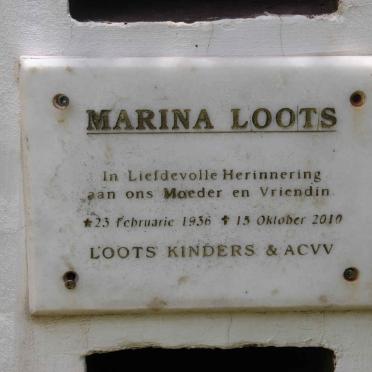 MARINA LOOTS
In Liefdevolle Herinnering
aan ons Moeder en Vriendin
★23 Februarie 1936 ✝ 15 Oktober 2010
LOOTS KINDERS & ACVV